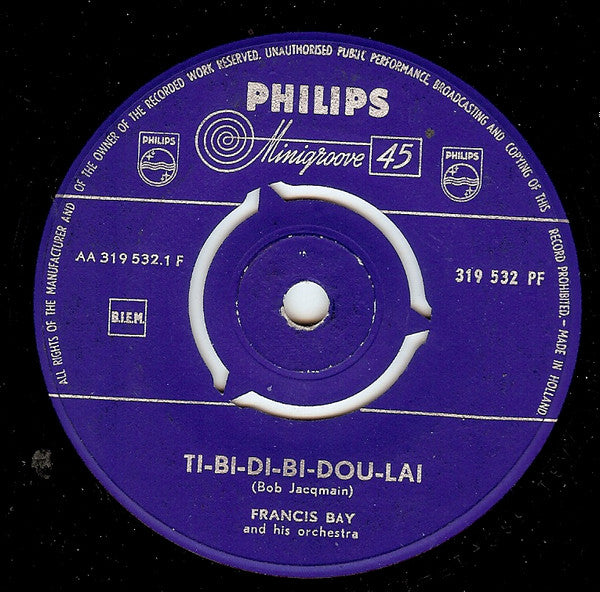 ALL RIGHTS OF THE MANUFACTURER AND OF THE OWNER OF THE RECORDED WORK RESERVED. UNAUTHORISED PUBLIC PERFORMANCE, BROADCASTING AND COPYING OF THIS RECORD PROHIBITED. – MADE IN HOLLAND.
PHILIPS
Minigroove 45
PHILIPS
PHILIPS
AA 319 532.1 F
319 532 PF
B.I.E.M.
TI-BI-DI-BI-DOU-LAI
(Bob Jacqmain)
FRANCIS BAY
and his orchestra